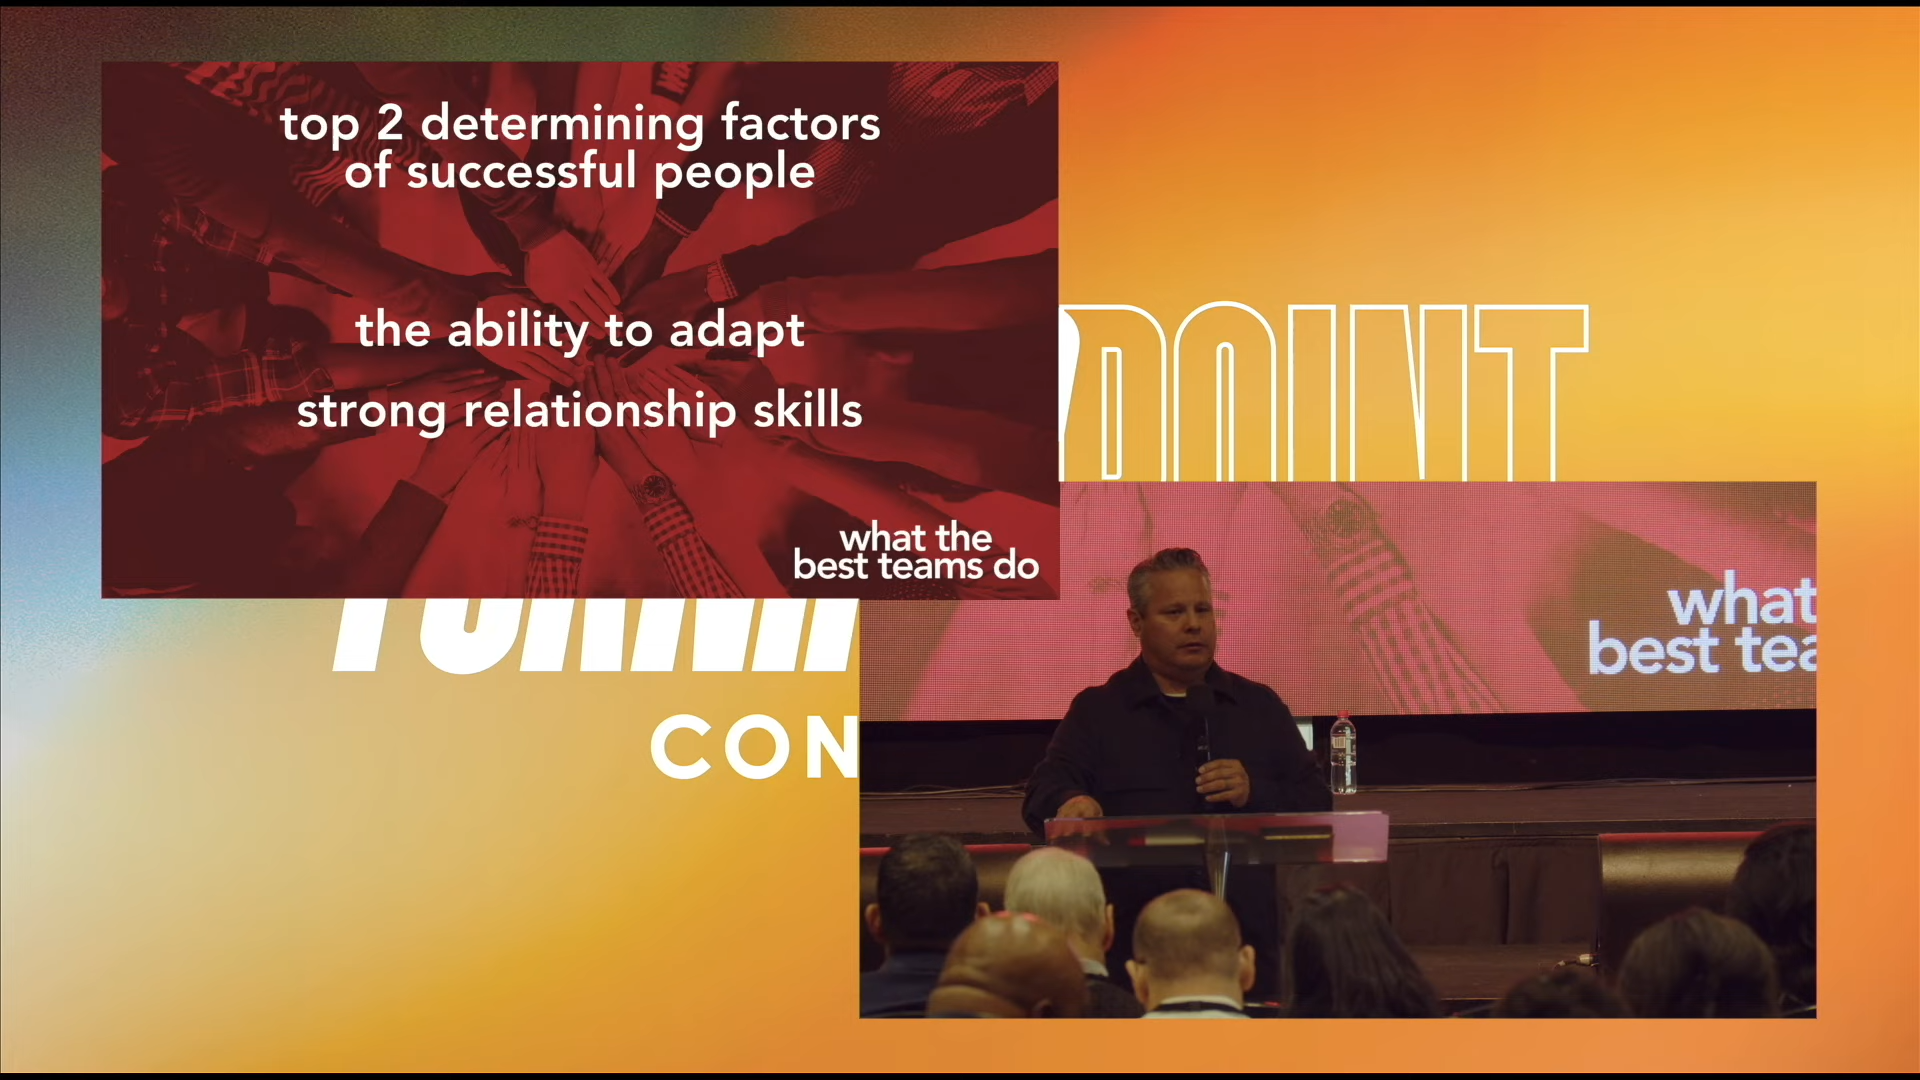 top 2 determining factors
of successful people
the ability to adapt
strong relationship skills
what the
best teams do
POINT
CON
what
best tea